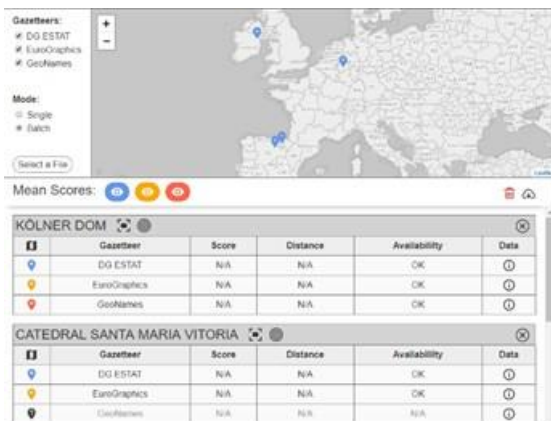 Gazetteers:
DG ESTAT
EuroGraphics
GeoNames
+
-
Mode:
Single
Batch
Select a File
Mean Scores:
KÖLNER DOM
Gazetteer Score Distance Availability Data
DG ESTAT N/A N/A OK
EuroGraphics N/A N/A OK
GeoNames N/A N/A OK
CATEDRAL SANTA MARIA VITORIA
Gazetteer Score Distance Availability Data
DG ESTAT N/A N/A OK
EuroGraphics N/A N/A OK
GeoNames N/A N/A N/A